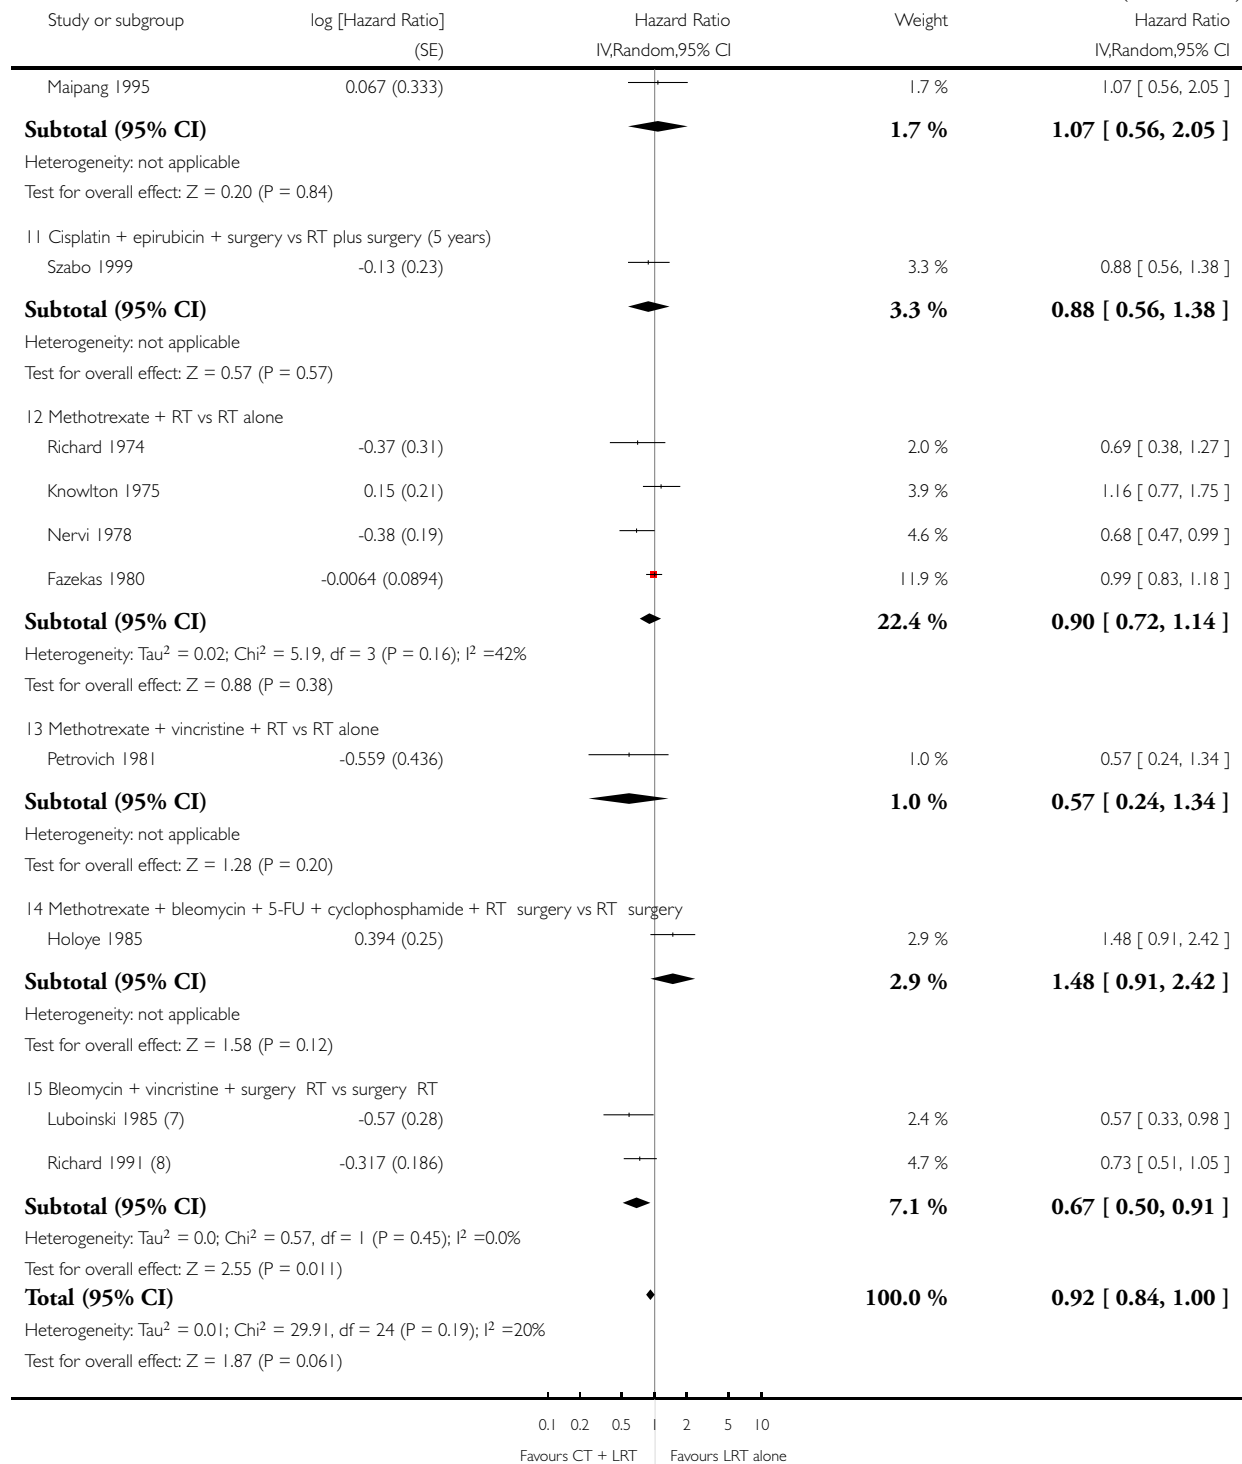 Study or subgroup log [Hazard Ratio] Hazard Ratio Weight Hazard Ratio
(SE) IV,Random,95% CI IV,Random,95% CI
Maipang 1995 0.067 (0.333) 1.7 % 1.07 [ 0.56, 2.05 ]
Subtotal (95% CI) 1.7 % 1.07 [ 0.56, 2.05 ]
Heterogeneity: not applicable
Test for overall effect: Z = 0.20 (P = 0.84)
11 Cisplatin + epirubicin + surgery vs RT plus surgery (5 years)
Szabo 1999 -0.13 (0.23) 3.3 % 0.88 [ 0.56, 1.38 ]
Subtotal (95% CI) 3.3 % 0.88 [ 0.56, 1.38 ]
Heterogeneity: not applicable
Test for overall effect: Z = 0.57 (P = 0.57)
12 Methotrexate + RT vs RT alone
Richard 1974 -0.37 (0.31) 2.0 % 0.69 [ 0.38, 1.27 ]
Knowlton 1975 0.15 (0.21) 3.9 % 1.16 [ 0.77, 1.75 ]
Nervi 1978 -0.38 (0.19) 4.6 % 0.68 [ 0.47, 0.99 ]
Fazekas 1980 -0.0064 (0.0894) 11.9 % 0.99 [ 0.83, 1.18 ]
Subtotal (95% CI) 22.4 % 0.90 [ 0.72, 1.14 ]
Heterogeneity: Tau² = 0.02; Chi² = 5.19, df = 3 (P = 0.16); I² =42%
Test for overall effect: Z = 0.88 (P = 0.38)
13 Methotrexate + vincristine + RT vs RT alone
Petrovich 1981 -0.559 (0.436) 1.0 % 0.57 [ 0.24, 1.34 ]
Subtotal (95% CI) 1.0 % 0.57 [ 0.24, 1.34 ]
Heterogeneity: not applicable
Test for overall effect: Z = 1.28 (P = 0.20)
14 Methotrexate + bleomycin + 5-FU + cyclophosphamide + RT surgery vs RT surgery
Holoye 1985 0.394 (0.25) 2.9 % 1.48 [ 0.91, 2.42 ]
Subtotal (95% CI) 2.9 % 1.48 [ 0.91, 2.42 ]
Heterogeneity: not applicable
Test for overall effect: Z = 1.58 (P = 0.12)
15 Bleomycin + vincristine + surgery RT vs surgery RT
Luboinski 1985 (7) -0.57 (0.28) 2.4 % 0.57 [ 0.33, 0.98 ]
Richard 1991 (8) -0.317 (0.186) 4.7 % 0.73 [ 0.51, 1.05 ]
Subtotal (95% CI) 7.1 % 0.67 [ 0.50, 0.91 ]
Heterogeneity: Tau² = 0.0; Chi² = 0.57, df = 1 (P = 0.45); I² =0.0%
Test for overall effect: Z = 2.55 (P = 0.011)
Total (95% CI) 100.0 % 0.92 [ 0.84, 1.00 ]
Heterogeneity: Tau² = 0.01; Chi² = 29.91, df = 24 (P = 0.19); I² =20%
Test for overall effect: Z = 1.87 (P = 0.061)
0.1 0.2 0.5 1 2 5 10
Favours CT + LRT Favours LRT alone